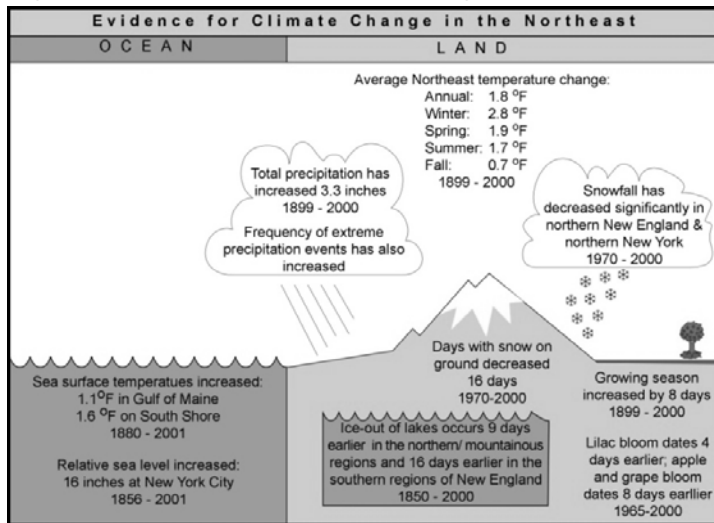 Evidence for Climate Change in the Northeast
OCEAN
LAND
Average Northeast temperature change:
Annual: 1.8 ºF
Winter: 2.8 ºF
Spring: 1.9 ºF
Summer: 1.7 ºF
Fall: 0.7 ºF
1899 - 2000
Total precipitation has
increased 3.3 inches
1899 - 2000
Frequency of extreme
precipitation events has also
increased
Snowfall has
decreased significantly in
northern New England &
northern New York
1970 - 2000
Sea surface temperatues increased:
1.1ºF in Gulf of Maine
1.6 ºF on South Shore
1880 - 2001
Relative sea level increased:
16 inches at New York City
1856 - 2001
Days with snow on
ground decreased
16 days
1970-2000
Ice-out of lakes occurs 9 days
earlier in the northern/ mountainous
regions and 16 days earlier in the
southern regions of New England
1850 - 2000
Growing season
increased by 8 days
1899 - 2000
Lilac bloom dates 4
days earlier; apple
and grape bloom
dates 8 days earllier
1965-2000